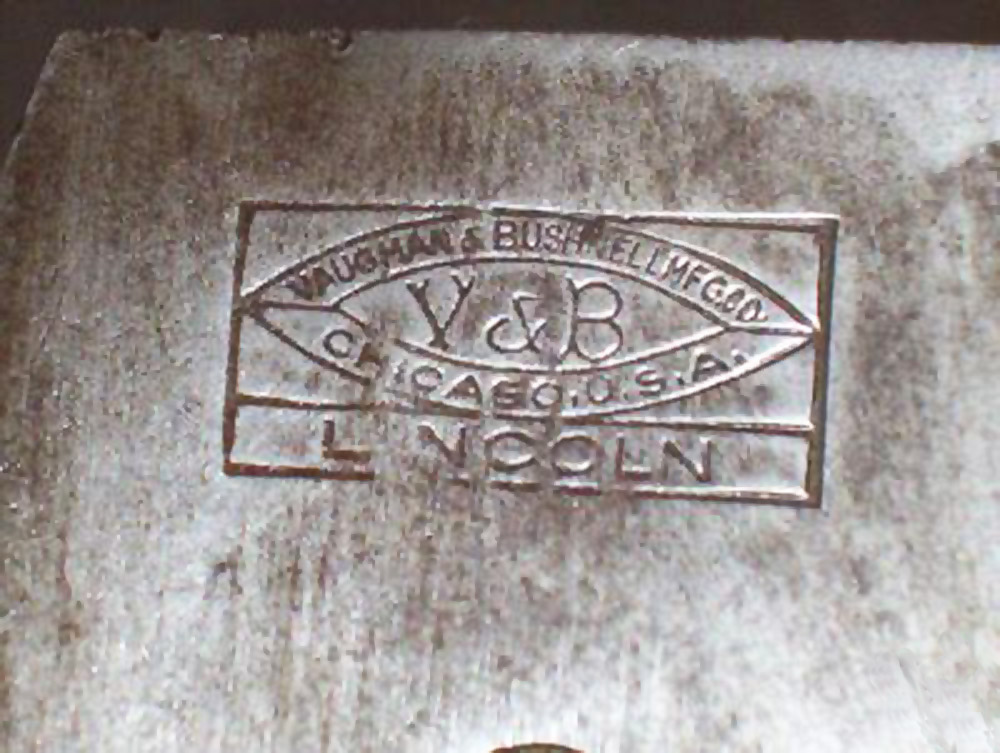 VAUGHAN & BUSHNELL MFG. CO.
V & B
CHICAGO. U.S.A.
LINCOLN